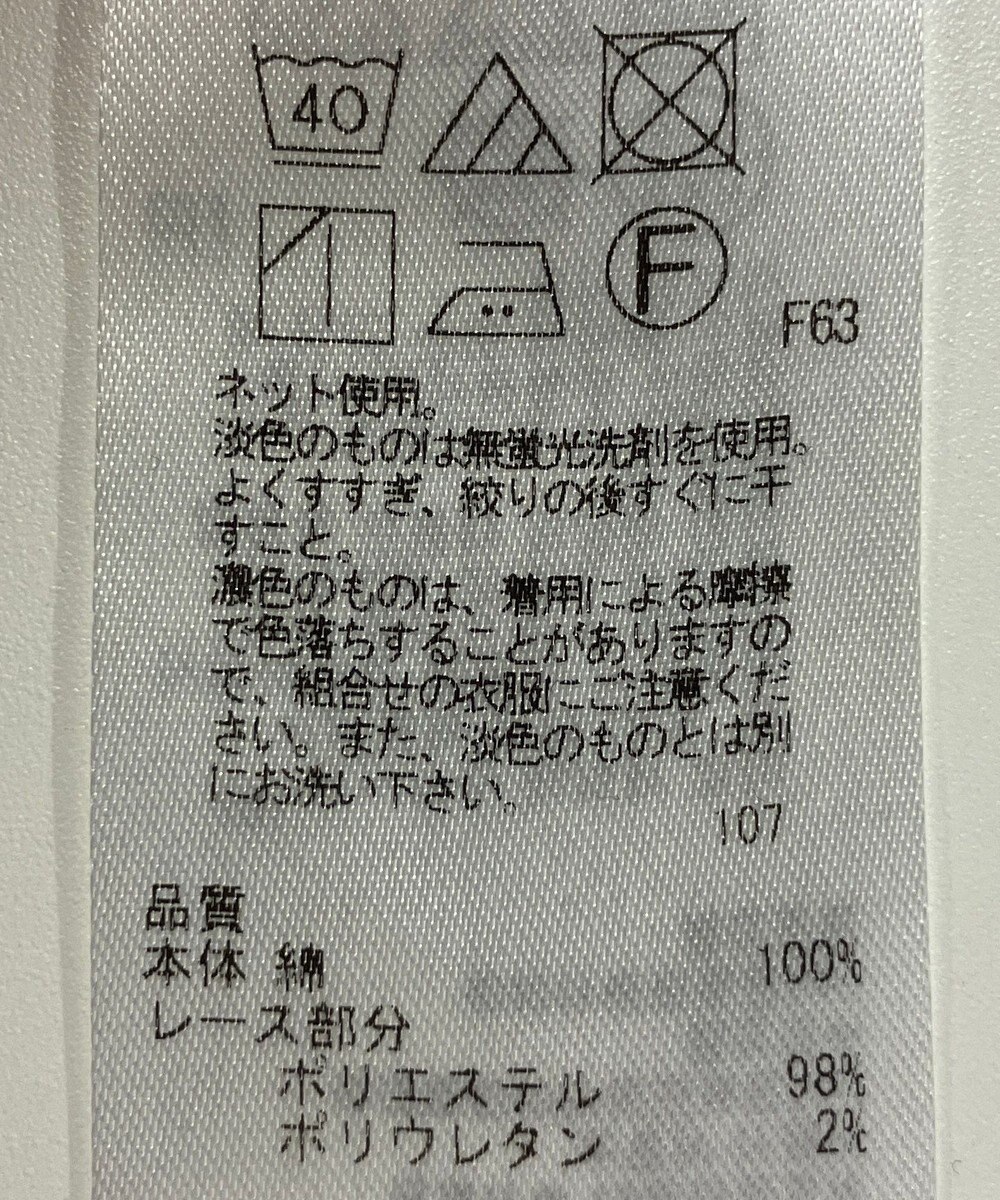 40
F
F63
ネット使用。
淡色のものは無蛍光洗剤を使用。
よくすすぎ、絞りの後すぐに干
すこと。
濃色のものは、着用による摩擦
で色落ちすることがありますの
で、組合せの衣服にご注意くだ
さい。また、淡色のものとは別
にお洗い下さい。
107
品質
本体 綿 100%
レース部分
ポリエステル 98%
ポリウレタン 2%